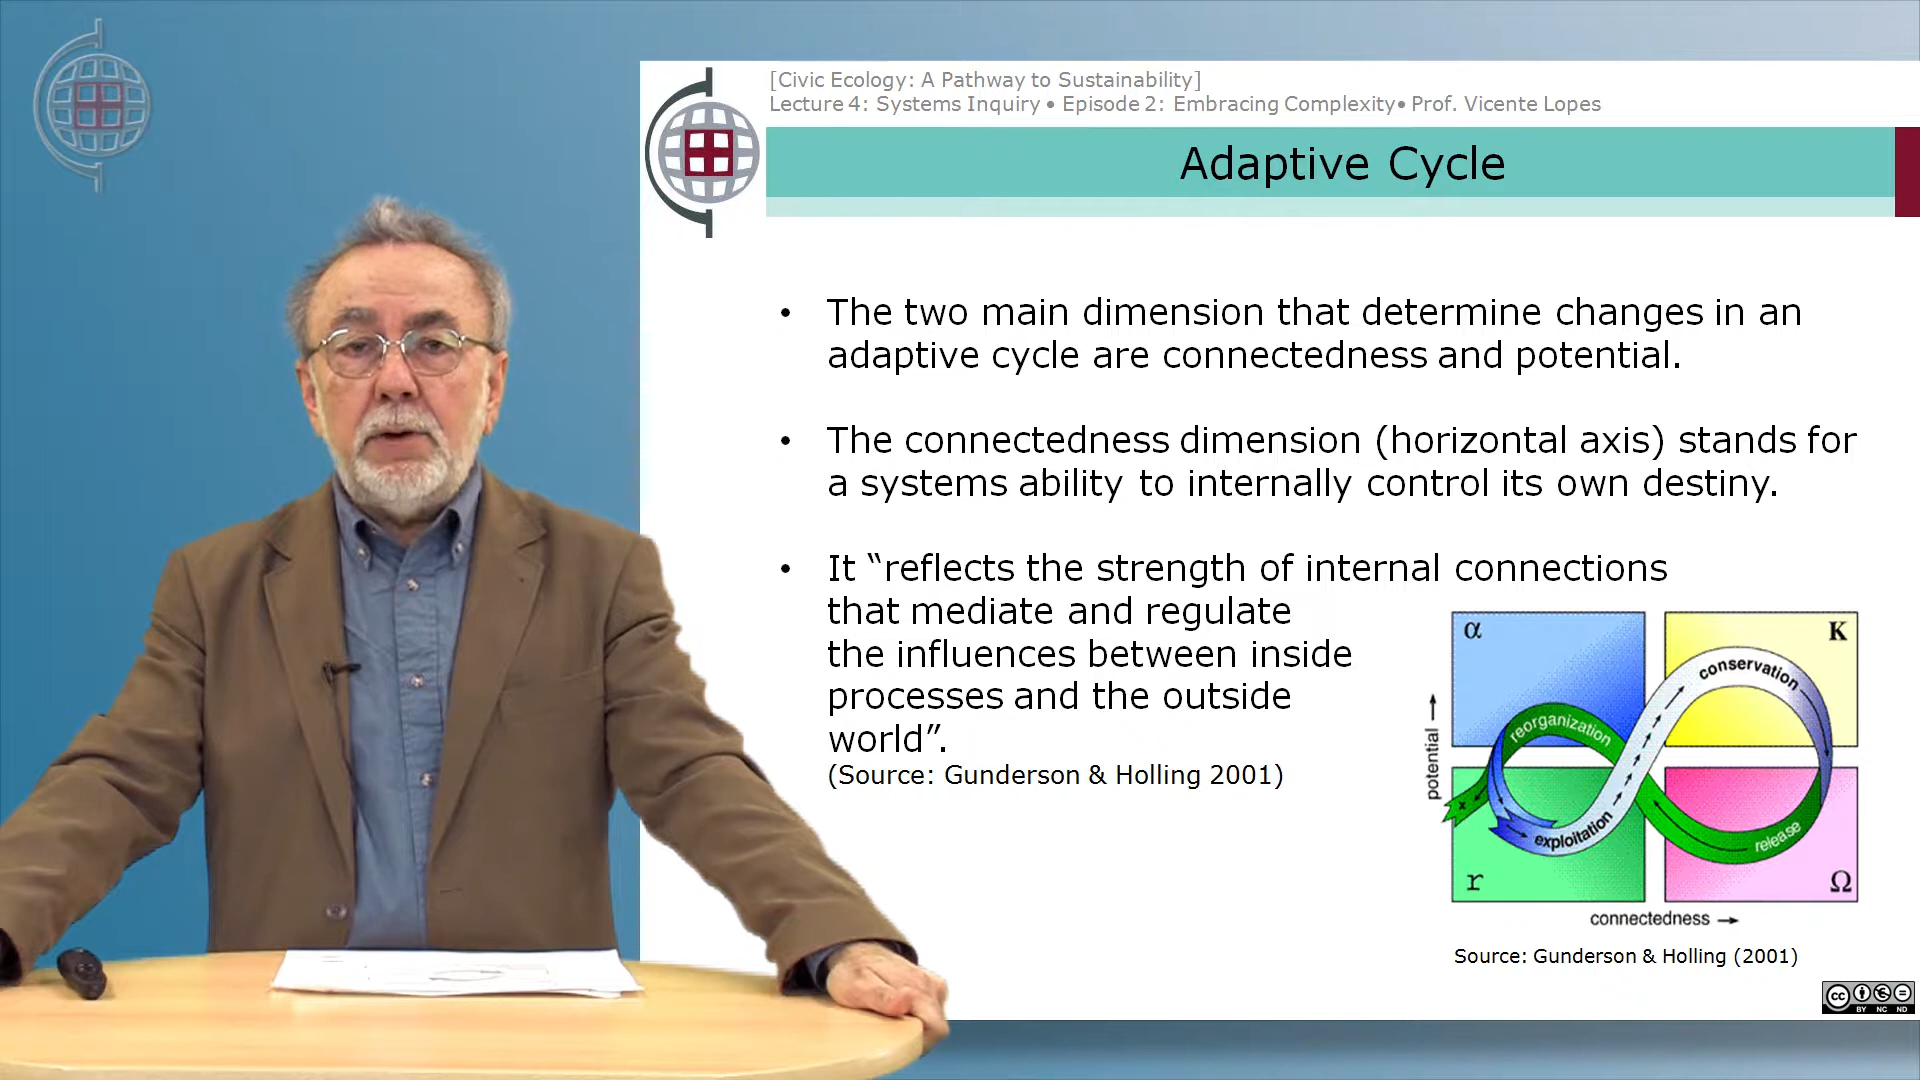 [Civic Ecology: A Pathway to Sustainability]
Lecture 4: Systems Inquiry • Episode 2: Embracing Complexity• Prof. Vicente Lopes
Adaptive Cycle
• The two main dimension that determine changes in an
adaptive cycle are connectedness and potential.
• The connectedness dimension (horizontal axis) stands for
a systems ability to internally control its own destiny.
• It “reflects the strength of internal connections
that mediate and regulate
the influences between inside
processes and the outside
world”.
(Source: Gunderson & Holling 2001)
α
K
conservation
reorganization
potential
x
exploitation
release
r
Ω
connectedness
Source: Gunderson & Holling (2001)
cc
BY NC ND